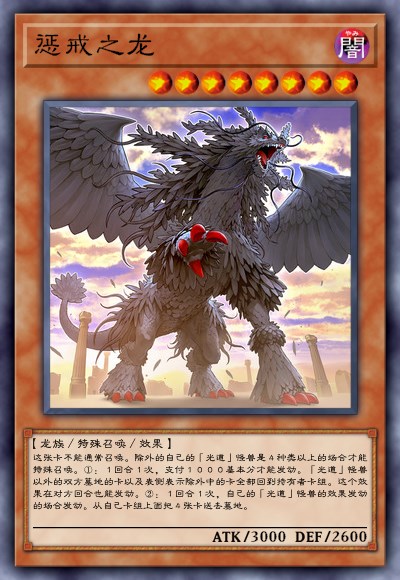 惩戒之龙
やみ
闇
【龙族／特殊召唤／效果】
这张卡不能通常召唤。除外的自己的「光道」怪兽是4种类以上的场合才能
特殊召唤。①：1回合1次，支付1000基本分才能发动。「光道」怪兽
以外的双方墓地的卡以及表侧表示除外中的卡全部回到持有者卡组。这个效
果在对方回合也能发动。②：1回合1次，自己的「光道」怪兽的效果发动
的场合发动。从自己卡组上面把4张卡送去墓地。
ATK/3000 DEF/2600